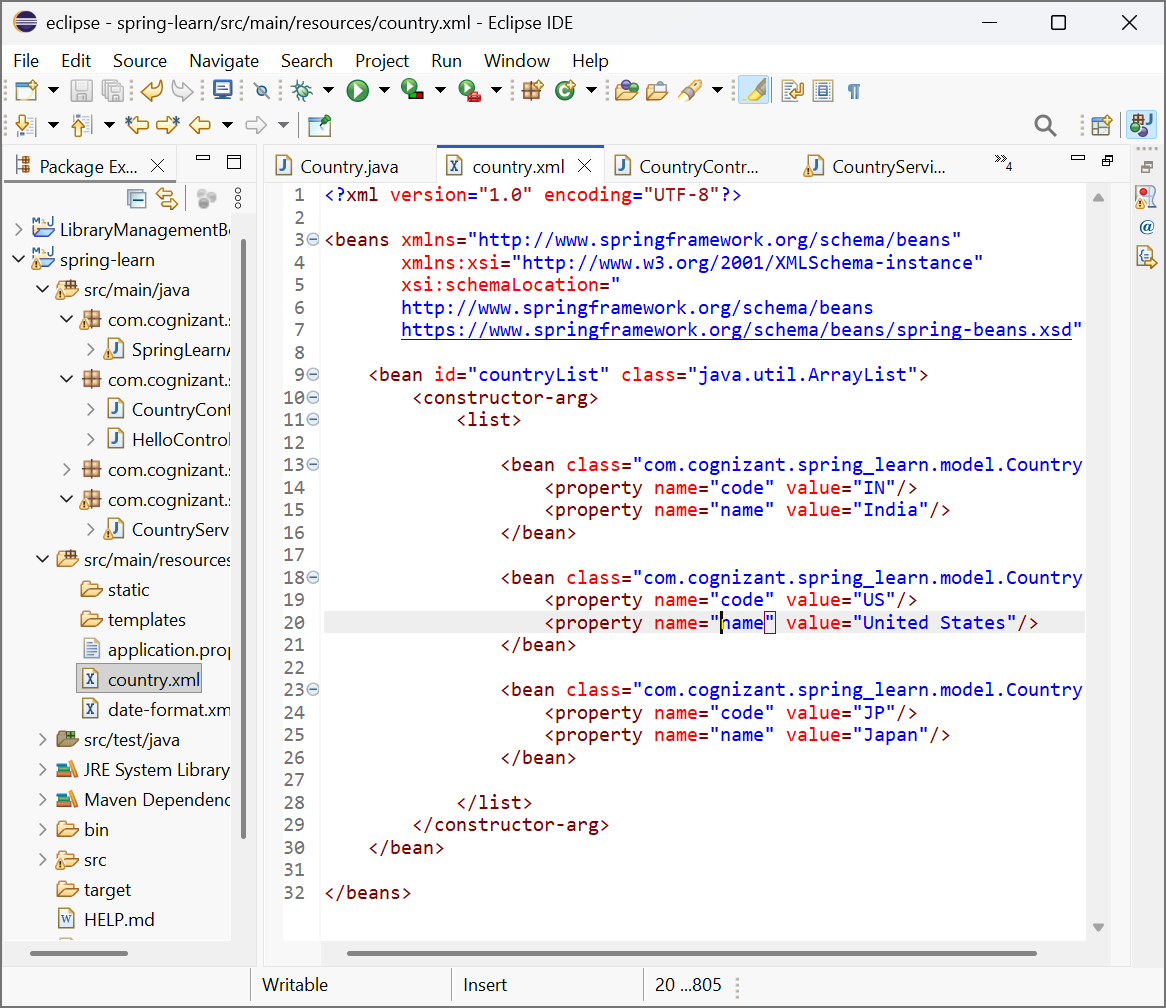 eclipse - spring-learn/src/main/resources/country.xml - Eclipse IDE
File Edit Source Navigate Search Project Run Window Help
Package Ex...
LibraryManagementBe
spring-learn
src/main/java
com.cognizant.s
SpringLearnA
com.cognizant.s
CountryCont
HelloControl
com.cognizant.s
com.cognizant.s
CountryServ
src/main/resources
static
templates
application.prop
country.xml
date-format.xm
src/test/java
JRE System Library
Maven Dependenc
bin
src
target
HELP.md
Country.java country.xml CountryContr... CountryServi... »4
1 <?xml version="1.0" encoding="UTF-8"?>
2
3 <beans xmlns="http://www.springframework.org/schema/beans"
4 xmlns:xsi="http://www.w3.org/2001/XMLSchema-instance"
5 xsi:schemaLocation="
6 http://www.springframework.org/schema/beans
7 https://www.springframework.org/schema/beans/spring-beans.xsd"
8
9 <bean id="countryList" class="java.util.ArrayList">
10 <constructor-arg>
11 <list>
12
13 <bean class="com.cognizant.spring_learn.model.Country
14 <property name="code" value="IN"/>
15 <property name="name" value="India"/>
16 </bean>
17
18 <bean class="com.cognizant.spring_learn.model.Country
19 <property name="code" value="US"/>
20 <property name="name" value="United States"/>
21 </bean>
22
23 <bean class="com.cognizant.spring_learn.model.Country
24 <property name="code" value="JP"/>
25 <property name="name" value="Japan"/>
26 </bean>
27
28 </list>
29 </constructor-arg>
30 </bean>
31
32 </beans>
Writable Insert 20 ...805